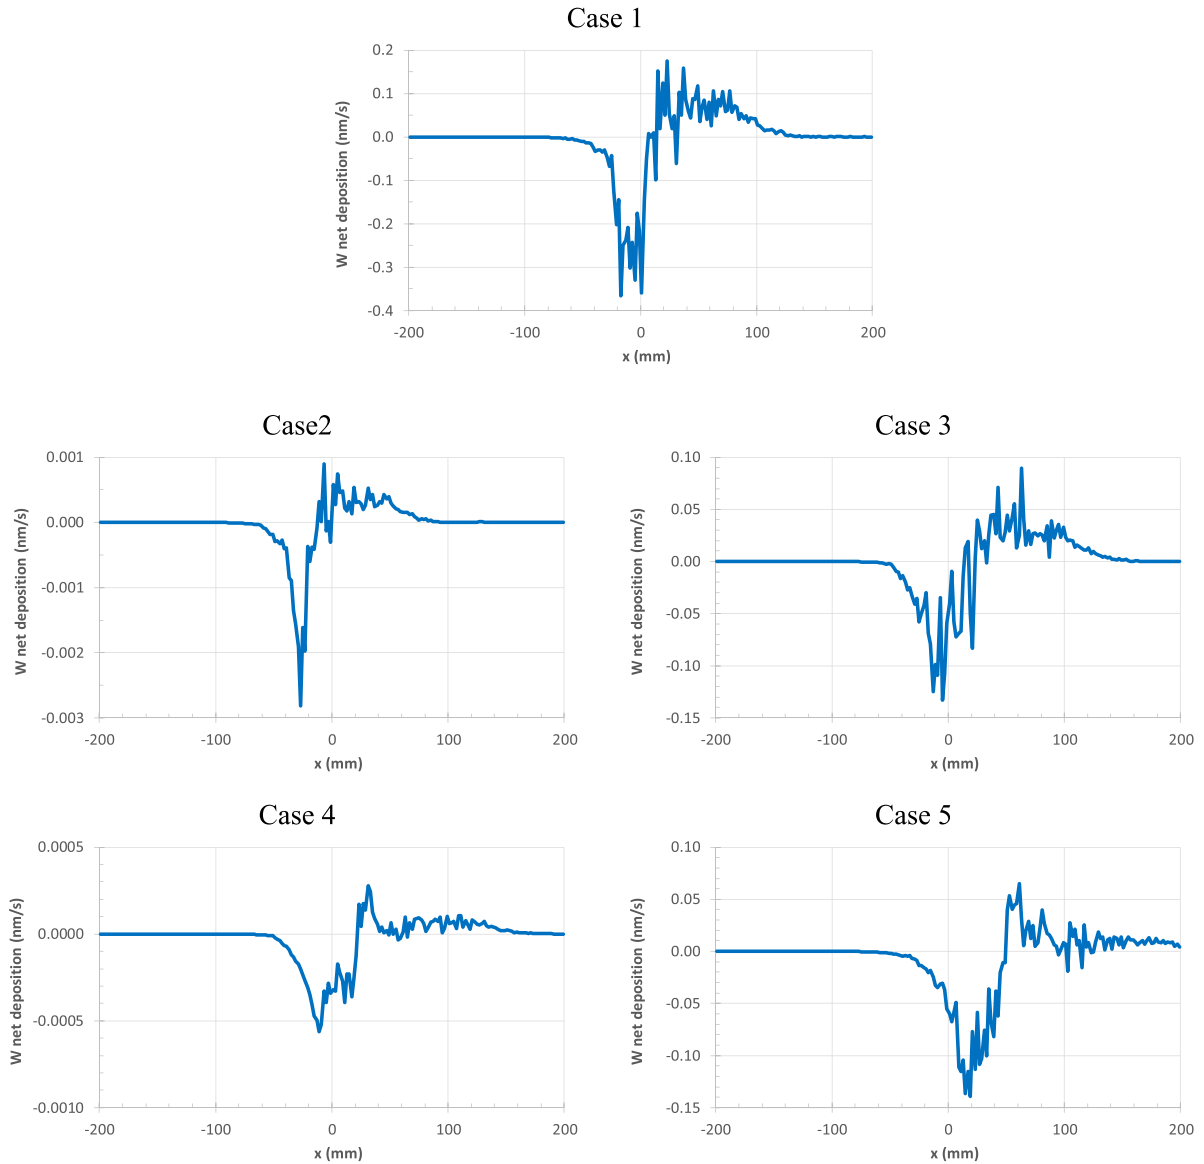 Case 1
0.2
0.1
0.0
-0.1
-0.2
-0.3
-0.4
W net deposition (nm/s)
-200 -100 0 100 200
x (mm)
Case2
0.001
0.000
-0.001
-0.002
-0.003
W net deposition (nm/s)
-200 -100 0 100 200
x (mm)
Case 3
0.10
0.05
0.00
-0.05
-0.10
-0.15
W net deposition (nm/s)
-200 -100 0 100 200
x (mm)
Case 4
0.0005
0.0000
-0.0005
-0.0010
W net deposition (nm/s)
-200 -100 0 100 200
x (mm)
Case 5
0.10
0.05
0.00
-0.05
-0.10
-0.15
W net deposition (nm/s)
-200 -100 0 100 200
x (mm)